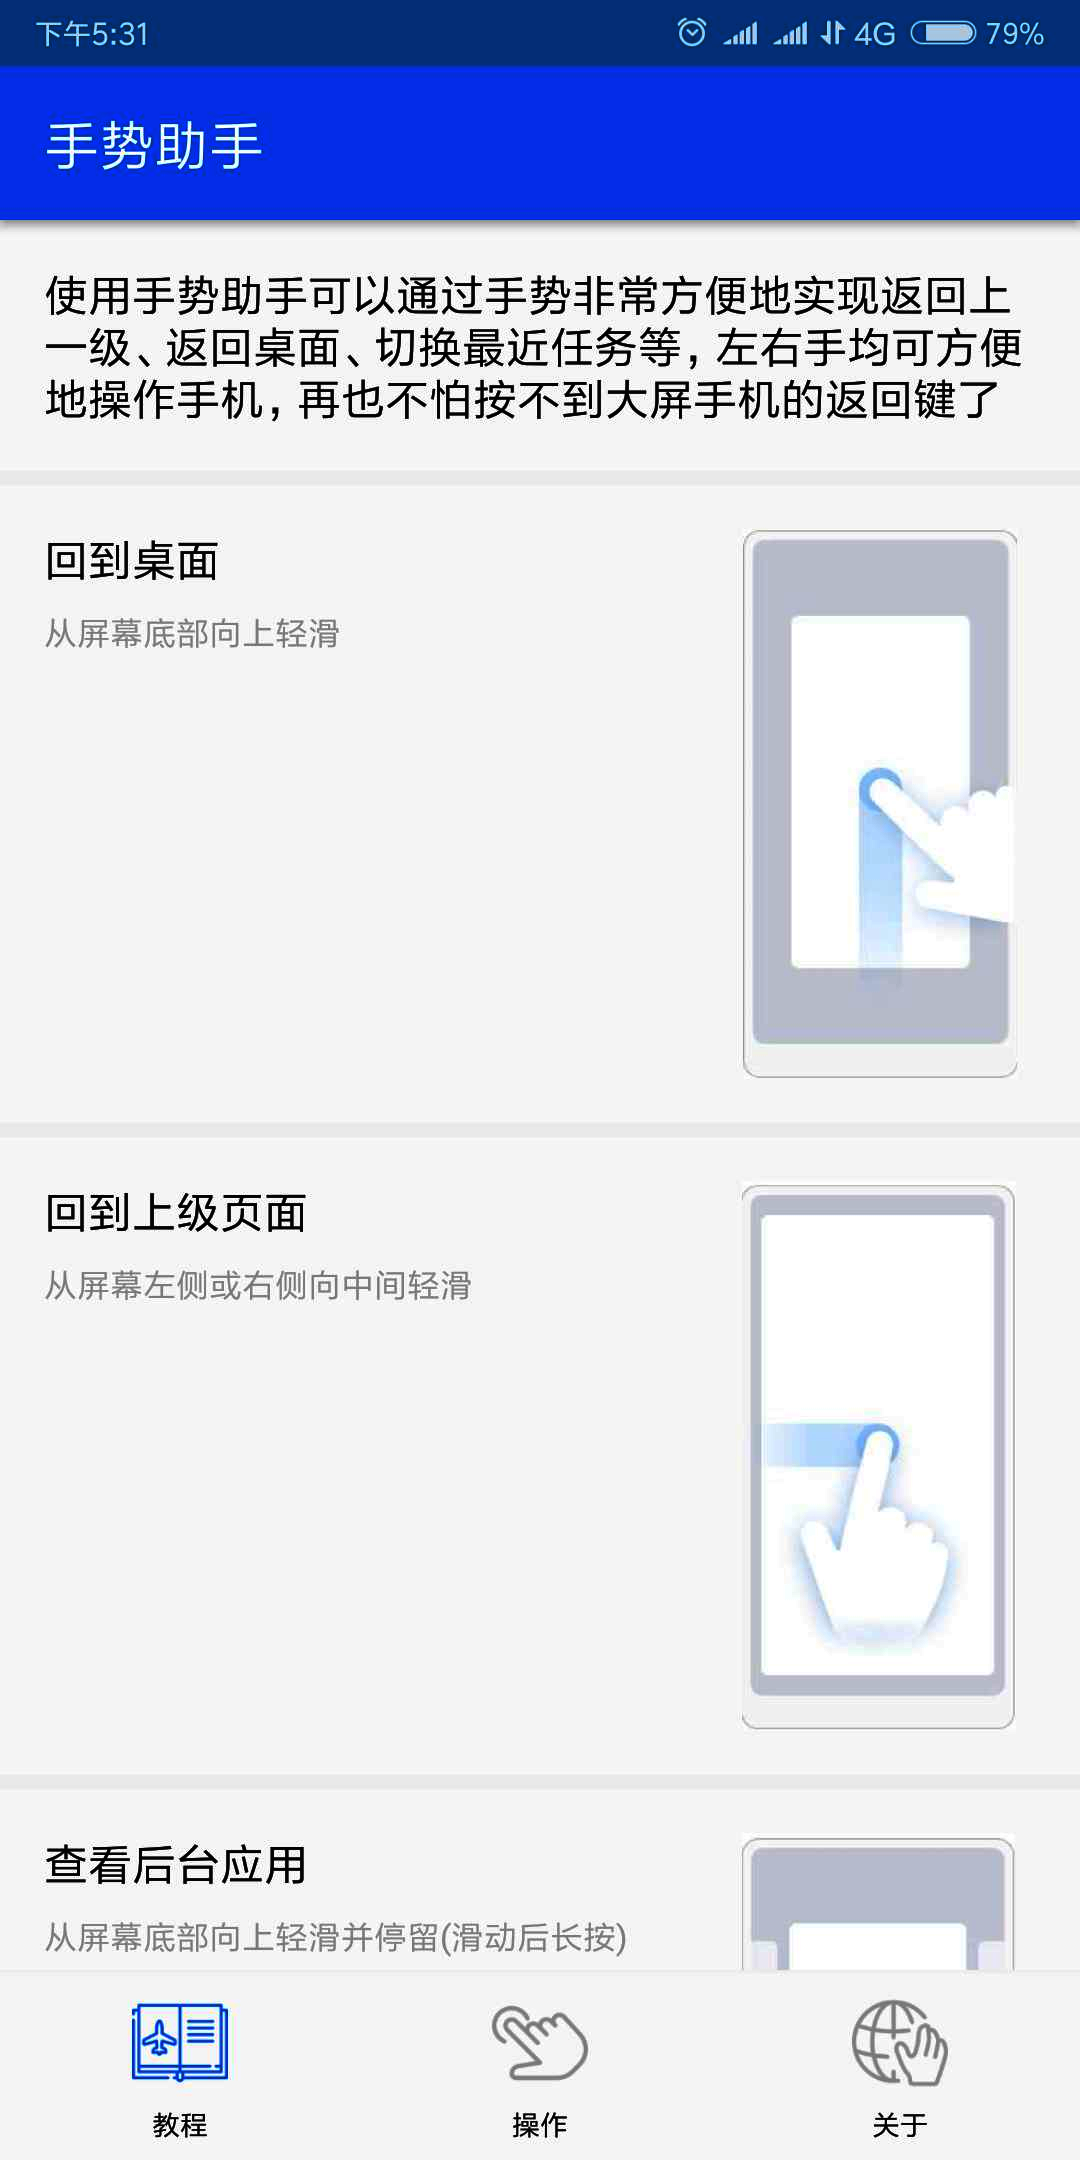 下午5:31
4G 79%
手势助手
使用手势助手可以通过手势非常方便地实现返回上
一级、返回桌面、切换最近任务等，左右手均可方便
地操作手机，再也不怕按不到大屏手机的返回键了
回到桌面
从屏幕底部向上轻滑
回到上级页面
从屏幕左侧或右侧向中间轻滑
查看后台应用
从屏幕底部向上轻滑并停留(滑动后长按)
教程
操作
关于